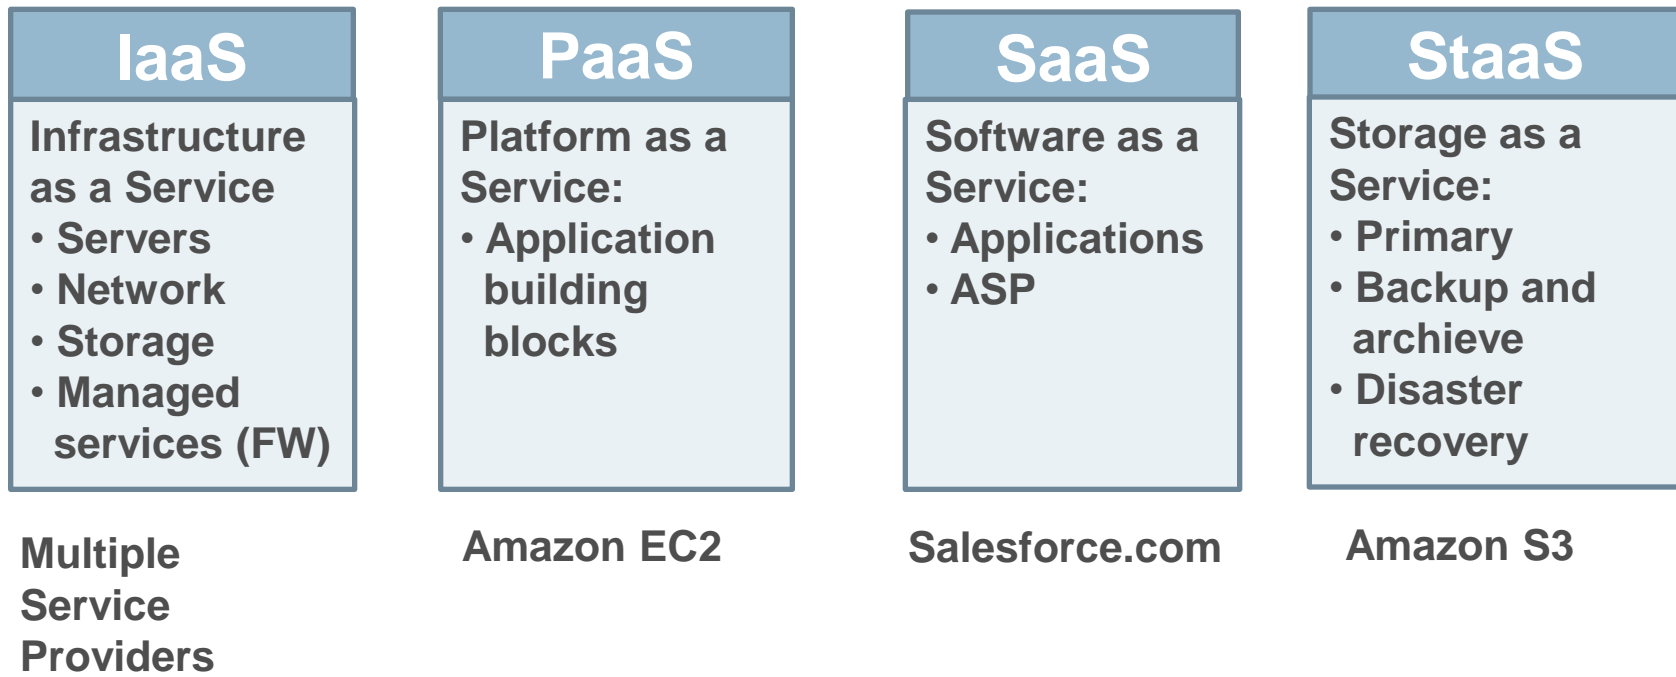 IaaS
Infrastructure
as a Service
• Servers
• Network
• Storage
• Managed
services (FW)
Multiple
Service
Providers
PaaS
Platform as a
Service:
• Application
building
blocks
Amazon EC2
SaaS
Software as a
Service:
• Applications
• ASP
Salesforce.com
StaaS
Storage as a
Service:
• Primary
• Backup and
archieve
• Disaster
recovery
Amazon S3